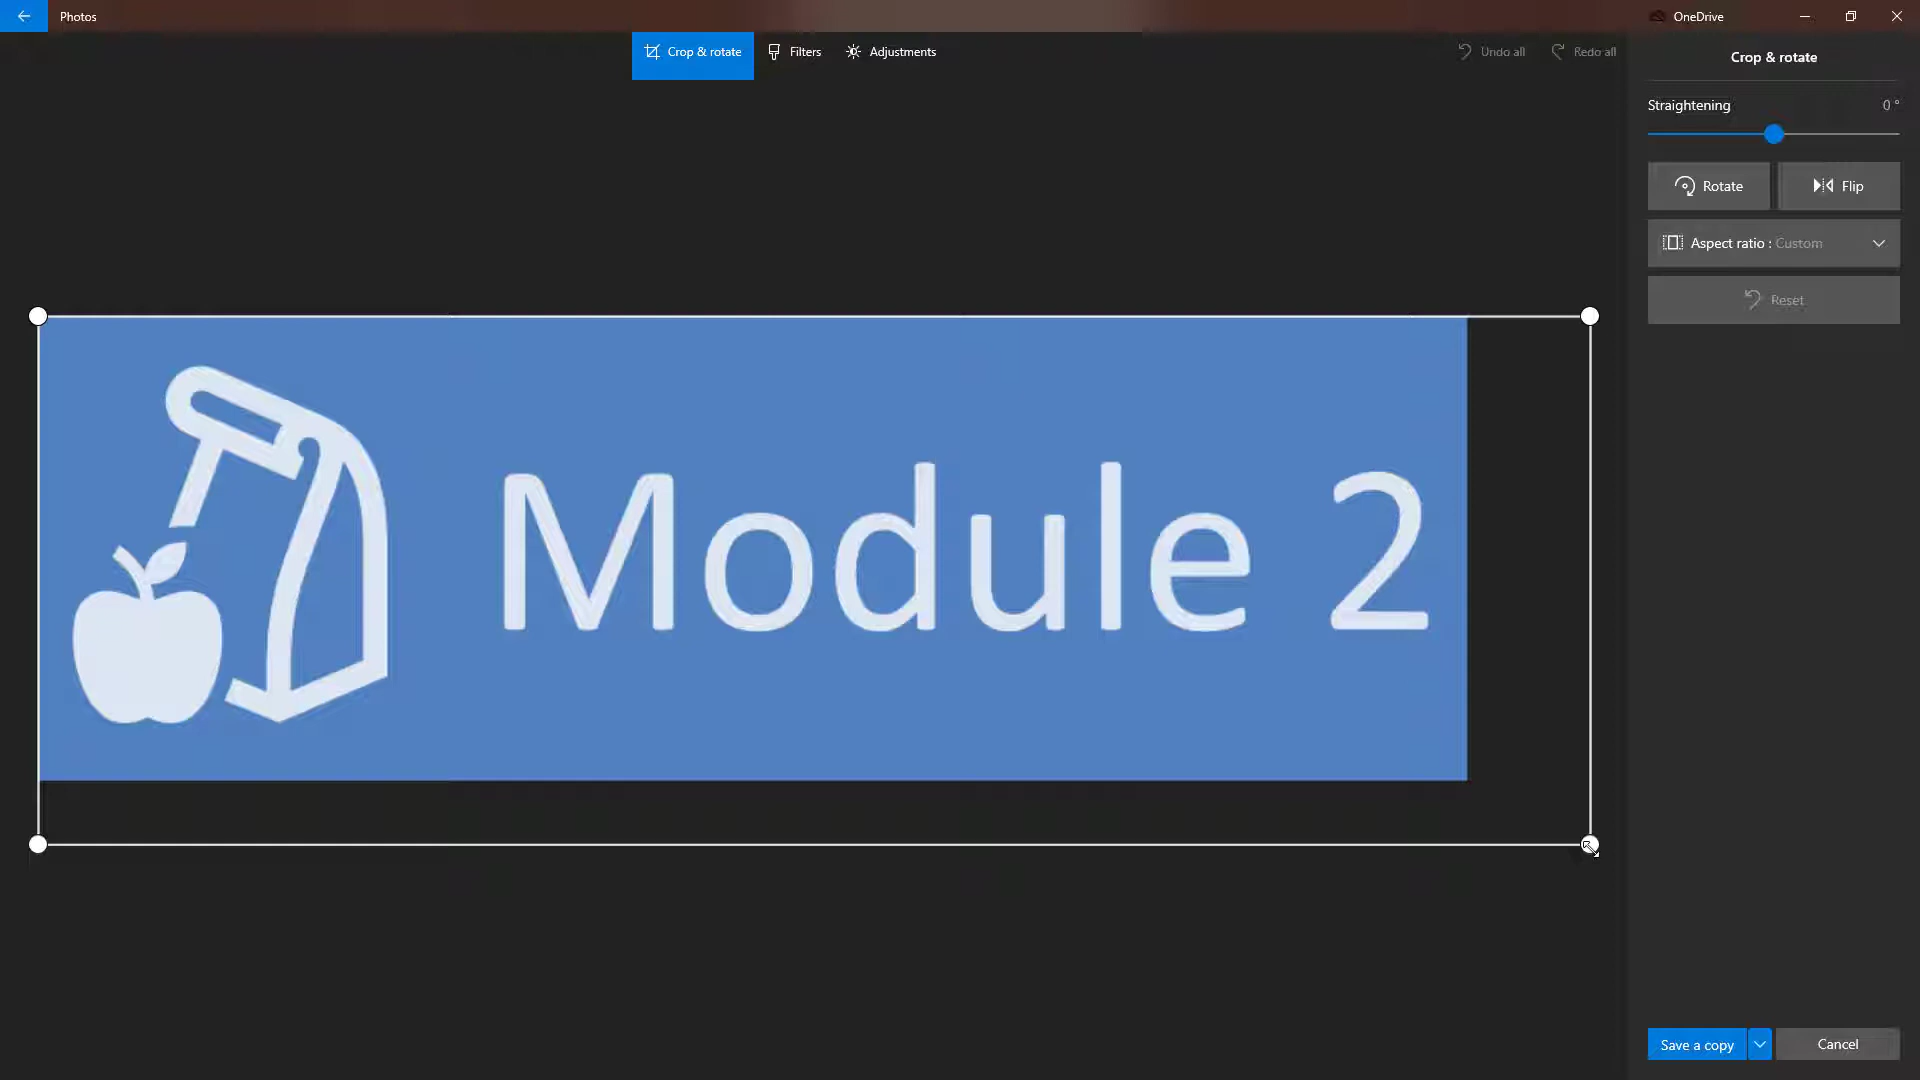 Photos
OneDrive
Crop & rotate
Filters
Adjustments
Undo all
Redo all
Crop & rotate
Straightening
0 °
Rotate
Flip
Aspect ratio : Custom
Reset
Module 2
Save a copy
Cancel